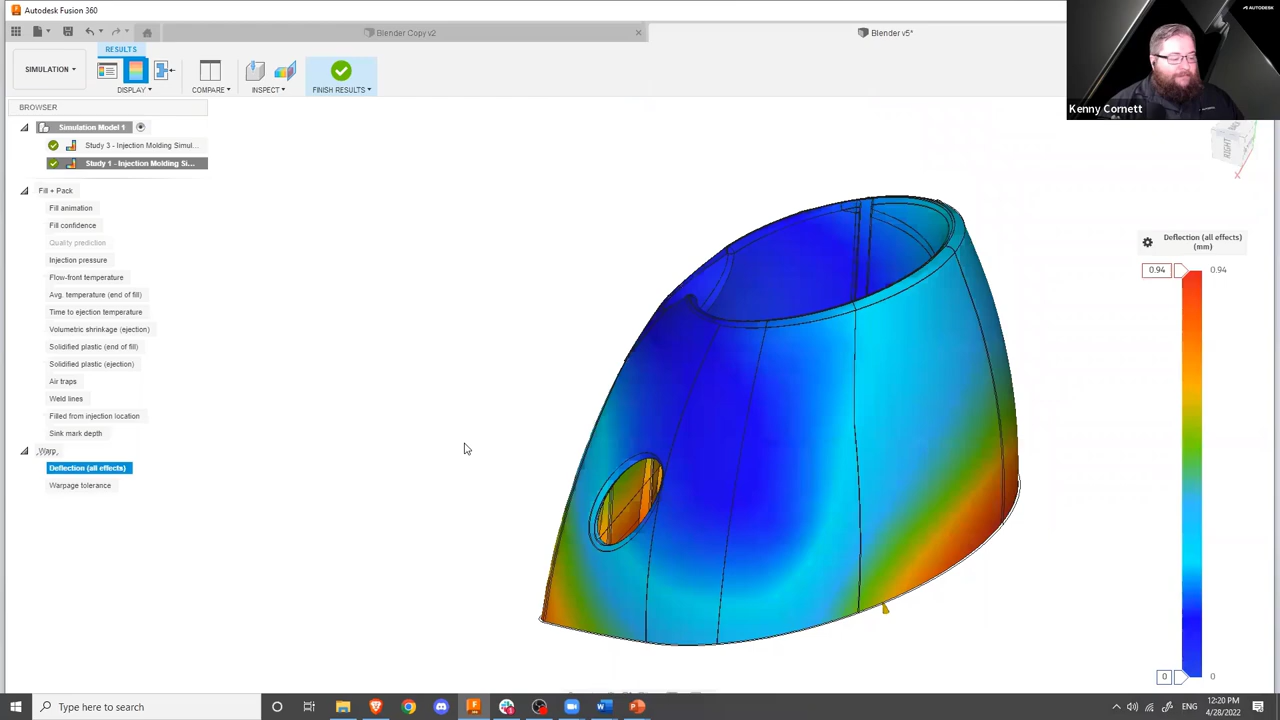 Autodesk Fusion 360
AUTODESK
Blender Copy v2
Blender v5*
RESULTS
SIMULATION
DISPLAY
COMPARE
INSPECT
FINISH RESULTS
Kenny Cornett
BROWSER
Simulation Model 1
Study 3 - Injection Molding Simul...
Study 1 - Injection Molding Si...
RIGHT
X
Fill + Pack
Fill animation
Fill confidence
Quality prediction
Injection pressure
Flow-front temperature
Avg. temperature (end of fill)
Time to ejection temperature
Volumetric shrinkage (ejection)
Solidified plastic (end of fill)
Solidified plastic (ejection)
Air traps
Weld lines
Filled from injection location
Sink mark depth
Warp
Deflection (all effects)
Warpage tolerance
Deflection (all effects)
(mm)
0.94
0.94
0
0
Type here to search
ENG
12:20 PM
4/28/2022